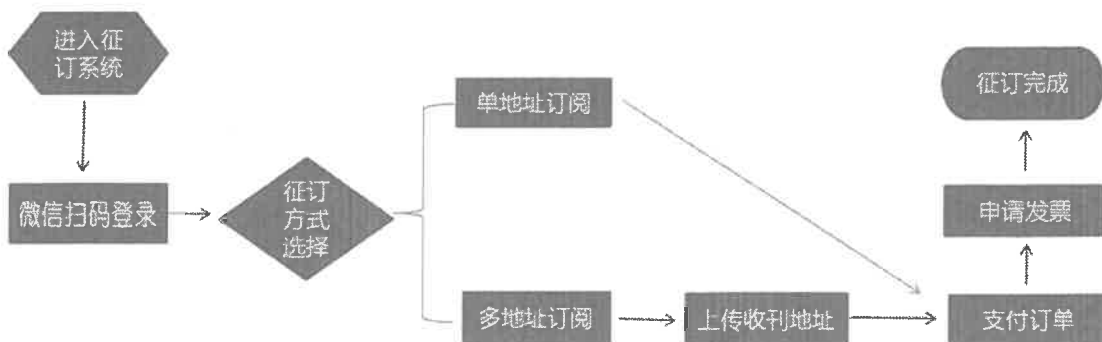 进入征
订系统
微信扫码登录
征订
方式
选择
单地址订阅
多地址订阅
上传收刊地址
支付订单
申请发票
征订完成